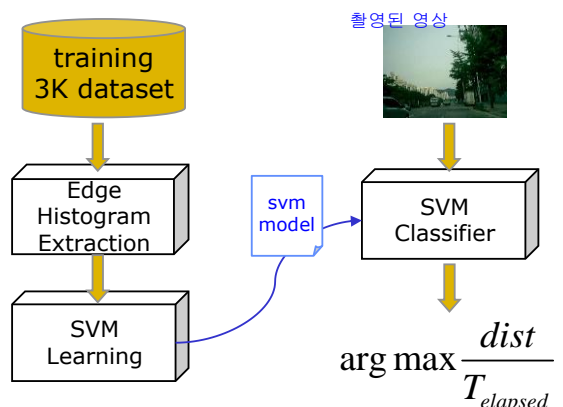 촬영된 영상
training
3K dataset
Edge
Histogram
Extraction
svm
model
SVM
Classifier
SVM
Learning
arg max dist / T_elapsed